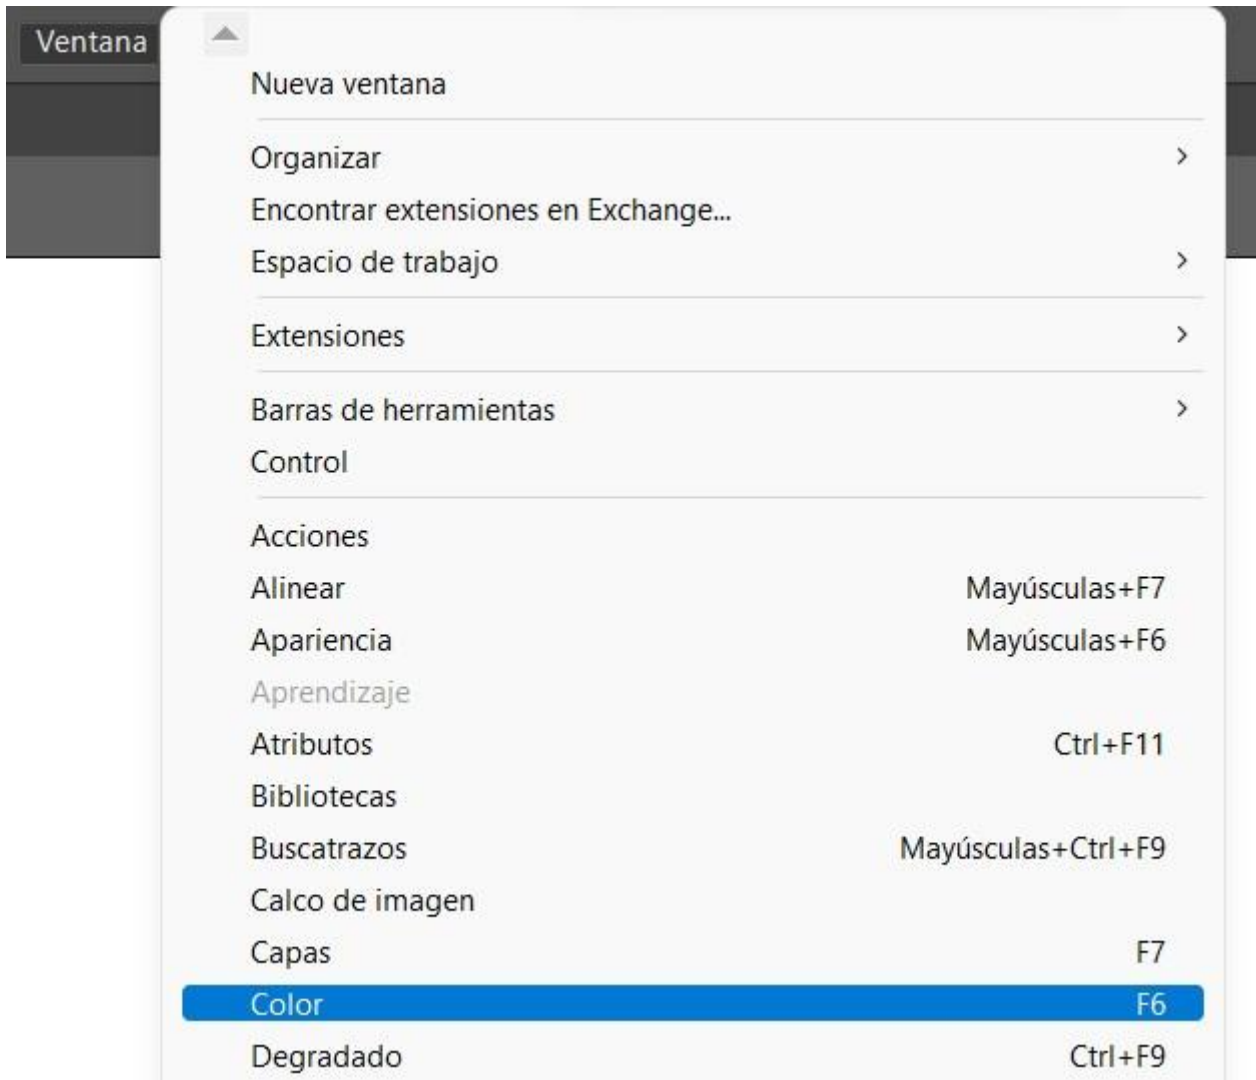 Ventana
Nueva ventana
Organizar
Encontrar extensiones en Exchange...
Espacio de trabajo
Extensiones
Barras de herramientas
Control
Acciones
Alinear Mayúsculas+F7
Apariencia Mayúsculas+F6
Aprendizaje
Atributos Ctrl+F11
Bibliotecas
Buscatrazos Mayúsculas+Ctrl+F9
Calco de imagen
Capas F7
Color F6
Degradado Ctrl+F9